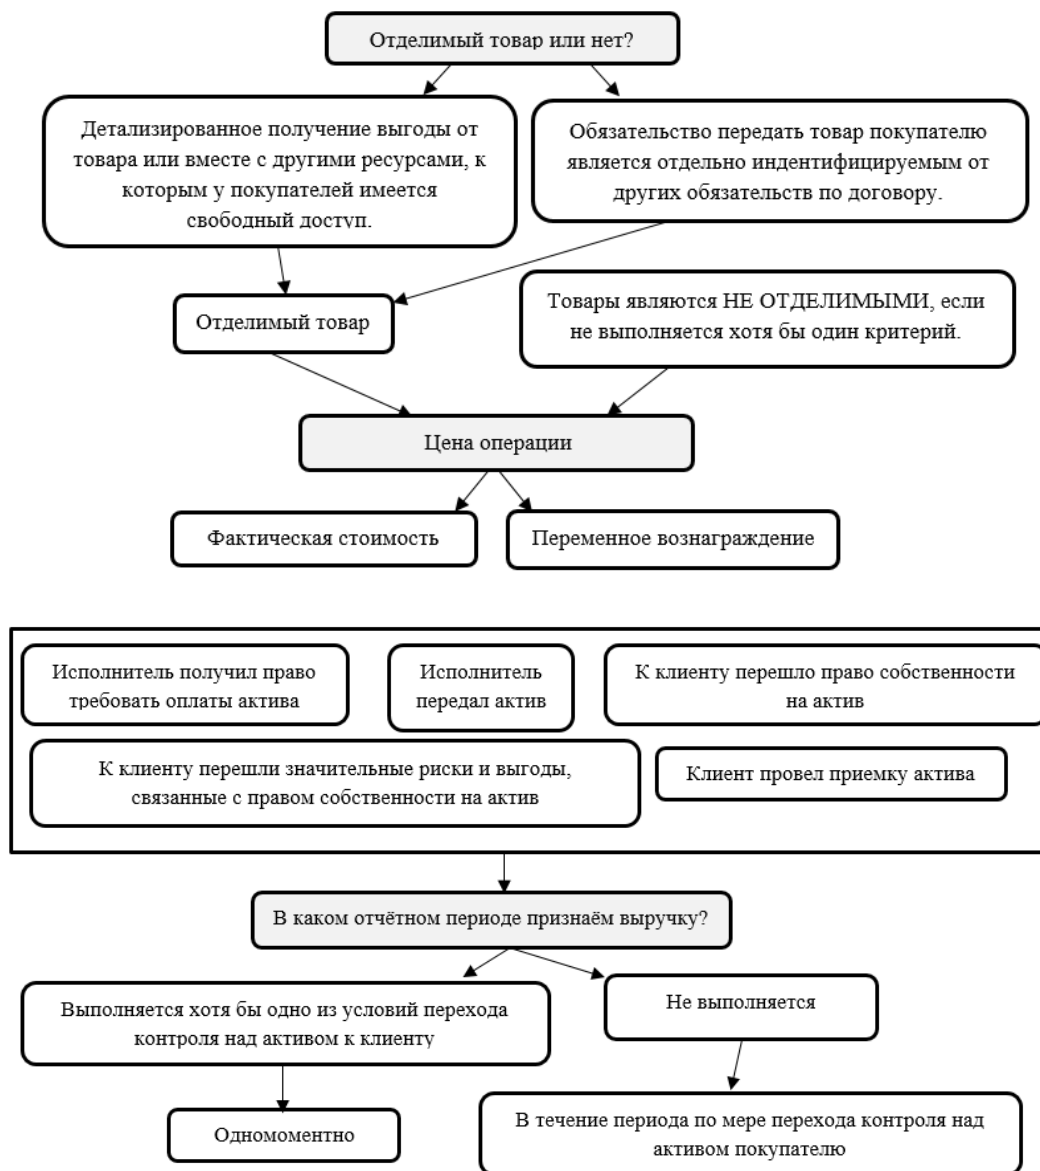 Отделимый товар или нет?
Детализированное получение выгоды от
товара или вместе с другими ресурсами, к
которым у покупателей имеется
свободный доступ.
Обязательство передать товар покупателю
является отдельно индентифицируемым от
других обязательств по договору.
Отделимый товар
Товары являются НЕ ОТДЕЛИМЫМИ, если
не выполняется хотя бы один критерий.
Цена операции
Фактическая стоимость
Переменное вознаграждение
Исполнитель получил право
требовать оплаты актива
Исполнитель
передал актив
К клиенту перешло право собственности
на актив
К клиенту перешли значительные риски и выгоды,
связанные с правом собственности на актив
Клиент провел приемку актива
В каком отчётном периоде признаём выручку?
Выполняется хотя бы одно из условий перехода
контроля над активом к клиенту
Не выполняется
Одномоментно
В течение периода по мере перехода контроля над
активом покупателю